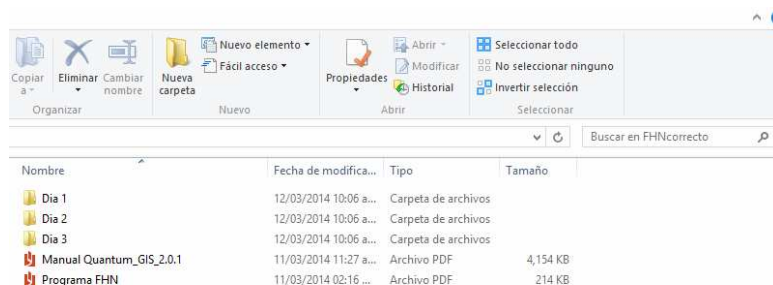 Copiar a
Eliminar
Cambiar nombre
Nueva carpeta
Nuevo elemento
Fácil acceso
Propiedades
Abrir
Modificar
Historial
Seleccionar todo
No seleccionar ninguno
Invertir selección
Organizar
Nuevo
Abrir
Seleccionar
Buscar en FHNcorrecto
Nombre Fecha de modifica... Tipo Tamaño
Dia 1 12/03/2014 10:06 a... Carpeta de archivos
Dia 2 12/03/2014 10:06 a... Carpeta de archivos
Dia 3 12/03/2014 10:06 a... Carpeta de archivos
Manual Quantum_GIS_2.0.1 11/03/2014 11:27 a... Archivo PDF 4,154 KB
Programa FHN 11/03/2014 02:16 ... Archivo PDF 214 KB